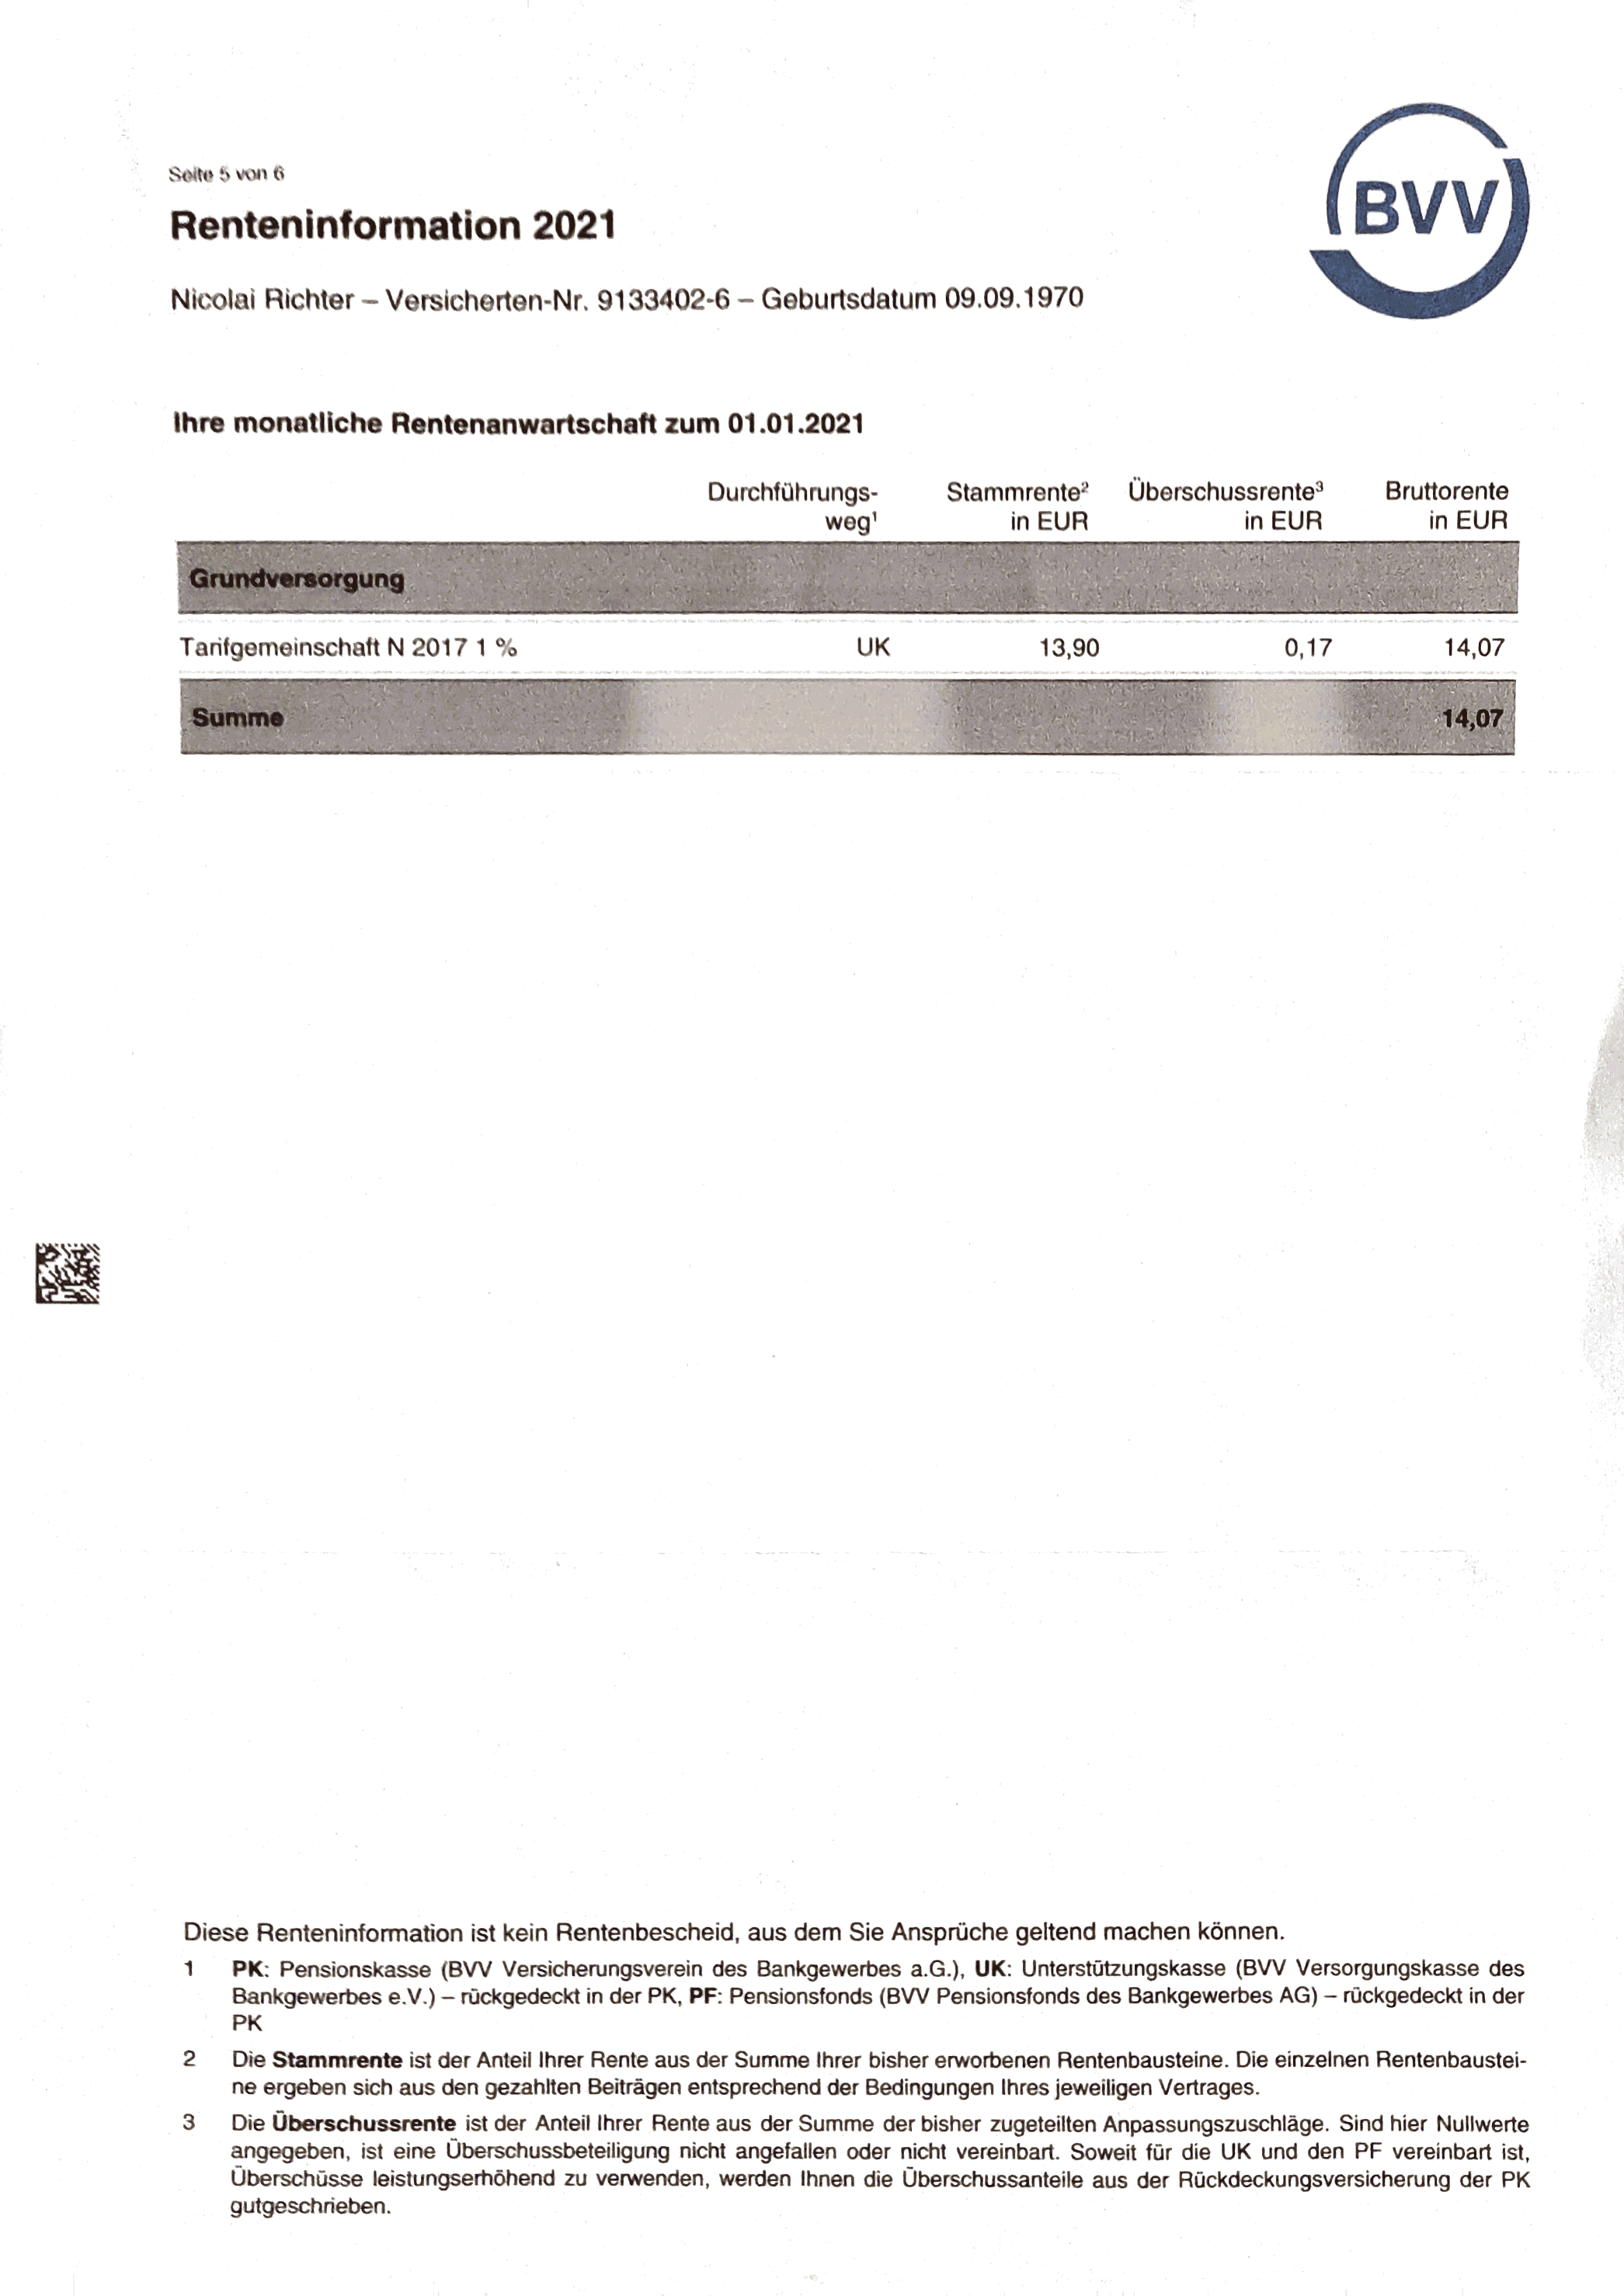 Seite 5 von 6
Renteninformation 2021
Nicolai Richter – Versicherten-Nr. 9133402-6 – Geburtsdatum 09.09.1970
BVV
Ihre monatliche Rentenanwartschaft zum 01.01.2021
Durchführungs- Stammrente² Überschussrente³ Bruttorente
weg¹ in EUR in EUR in EUR
Grundversorgung
Tarifgemeinschaft N 2017 1 % UK 13,90 0,17 14,07
Summe 14,07
Diese Renteninformation ist kein Rentenbescheid, aus dem Sie Ansprüche geltend machen können.
1 PK: Pensionskasse (BVV Versicherungsverein des Bankgewerbes a.G.), UK: Unterstützungskasse (BVV Versorgungskasse des
Bankgewerbes e.V.) – rückgedeckt in der PK, PF: Pensionsfonds (BVV Pensionsfonds des Bankgewerbes AG) – rückgedeckt in der
PK
2 Die Stammrente ist der Anteil Ihrer Rente aus der Summe Ihrer bisher erworbenen Rentenbausteine. Die einzelnen Rentenbaustei-
ne ergeben sich aus den gezahlten Beiträgen entsprechend der Bedingungen Ihres jeweiligen Vertrages.
3 Die Überschussrente ist der Anteil Ihrer Rente aus der Summe der bisher zugeteilten Anpassungszuschläge. Sind hier Nullwerte
angegeben, ist eine Überschussbeteiligung nicht angefallen oder nicht vereinbart. Soweit für die UK und den PF vereinbart ist,
Überschüsse leistungserhöhend zu verwenden, werden Ihnen die Überschussanteile aus der Rückdeckungsversicherung der PK
gutgeschrieben.